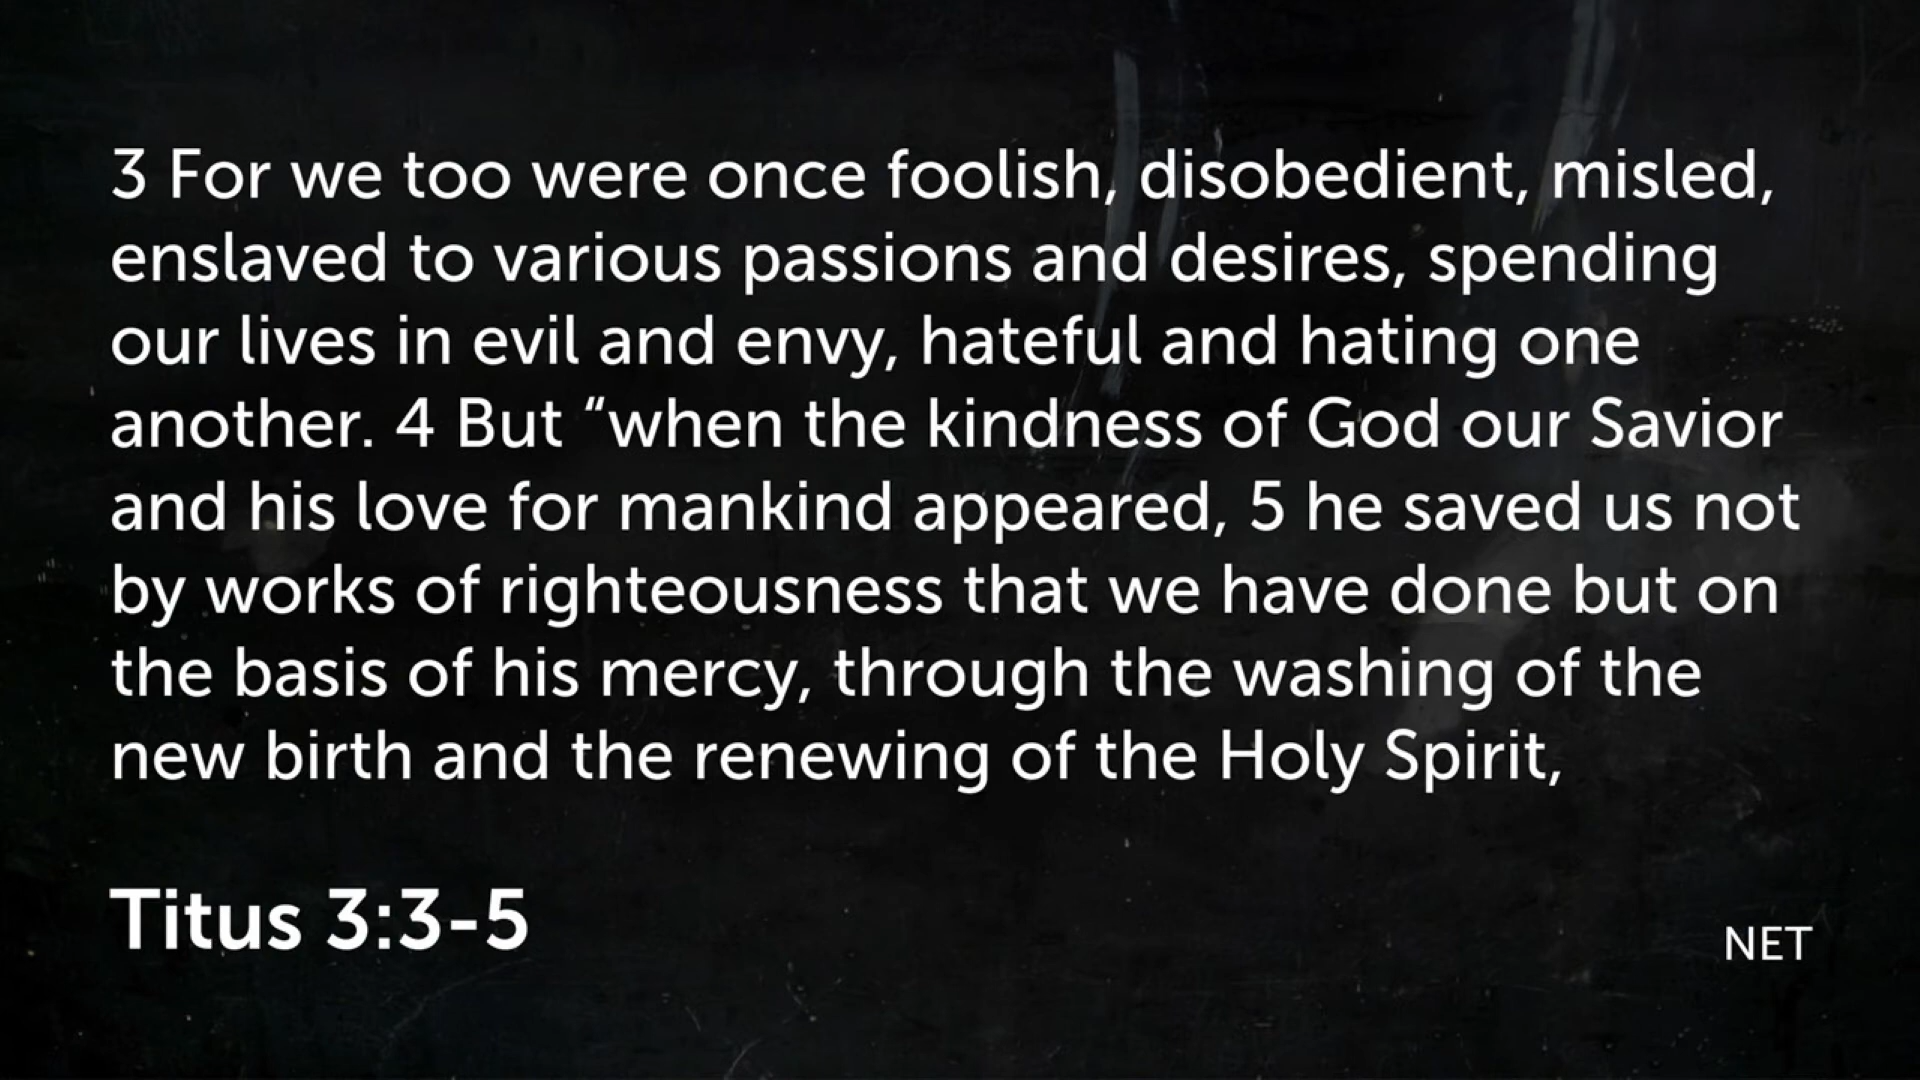 3 For we too were once foolish, disobedient, misled,
enslaved to various passions and desires, spending
our lives in evil and envy, hateful and hating one
another. 4 But “when the kindness of God our Savior
and his love for mankind appeared, 5 he saved us not
by works of righteousness that we have done but on
the basis of his mercy, through the washing of the
new birth and the renewing of the Holy Spirit,
Titus 3:3-5
NET